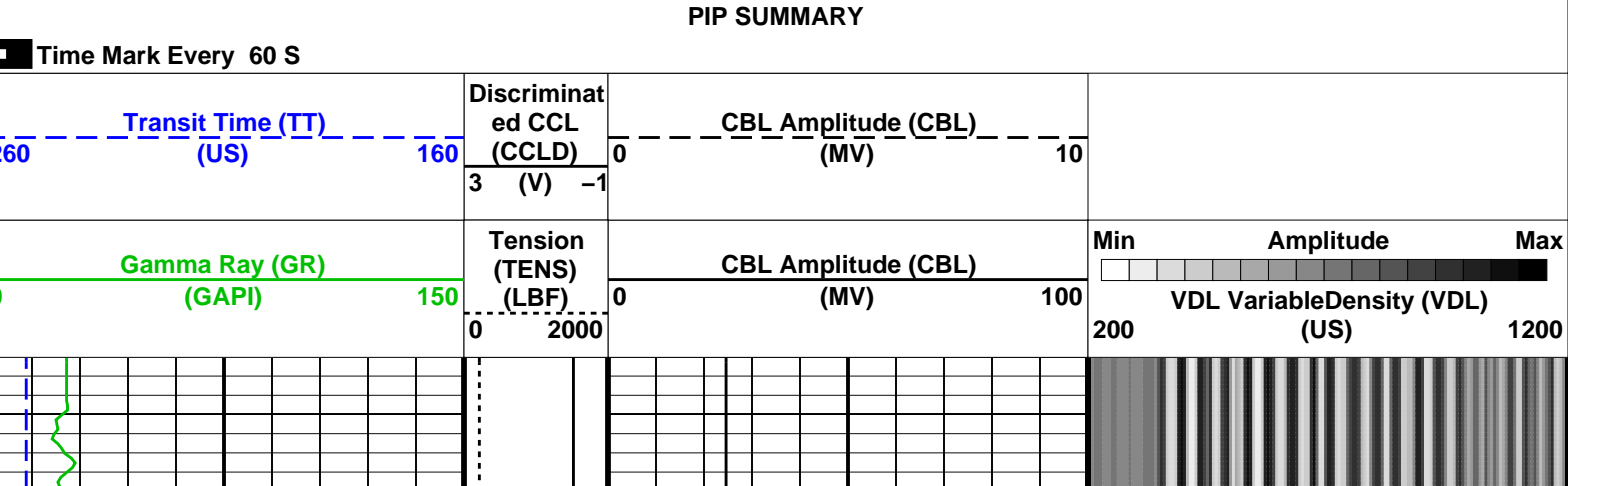 PIP SUMMARY
Time Mark Every 60 S
Transit Time (TT)
(US) 160
Discriminat
ed CCL
(CCLD)
3 (V) –1
CBL Amplitude (CBL)
0 (MV) 10
Gamma Ray (GR)
(GAPI) 150
Tension
(TENS)
(LBF)
0 2000
CBL Amplitude (CBL)
0 (MV) 100
Min Amplitude Max
VDL VariableDensity (VDL)
200 (US) 1200